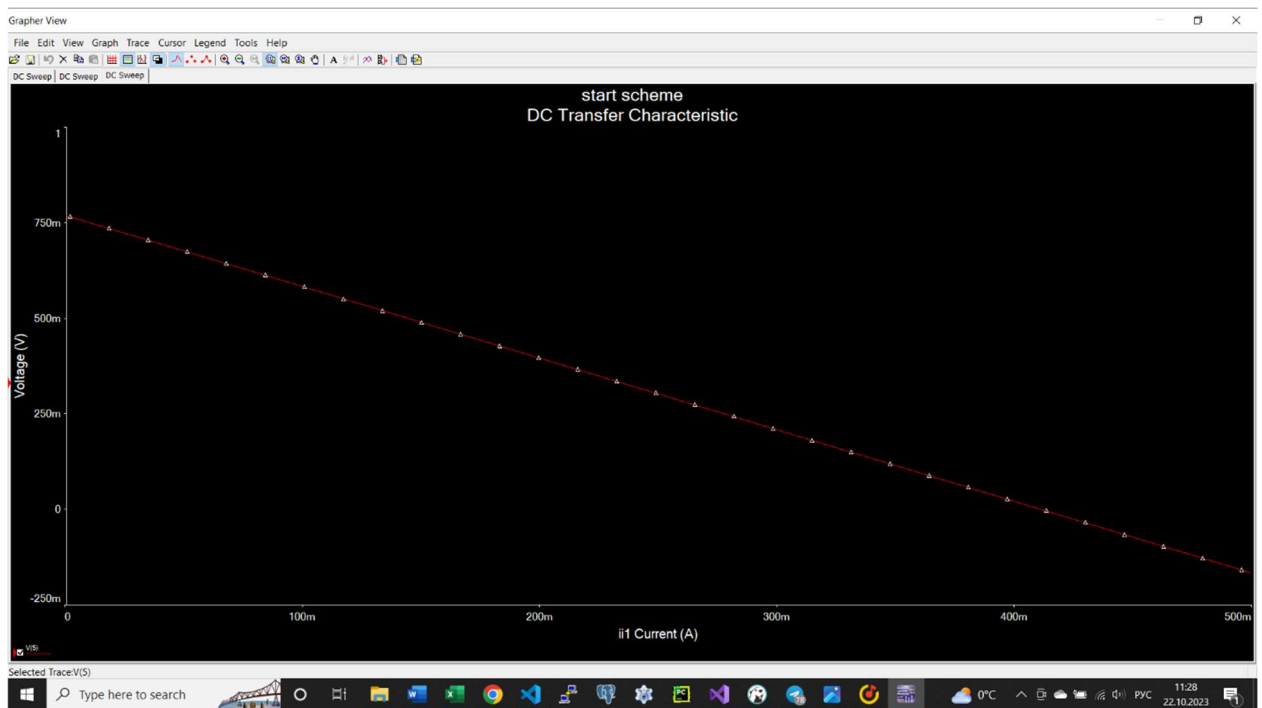 Grapher View
File Edit View Graph Trace Cursor Legend Tools Help
DC Sweep DC Sweep DC Sweep
start scheme
DC Transfer Characteristic
1
750m
500m
250m
0
-250m
Voltage (V)
0 100m 200m 300m 400m 500m
ii1 Current (A)
V(5)
Selected Trace:V(5)
Type here to search
0°C
РУС
11:28
22.10.2023